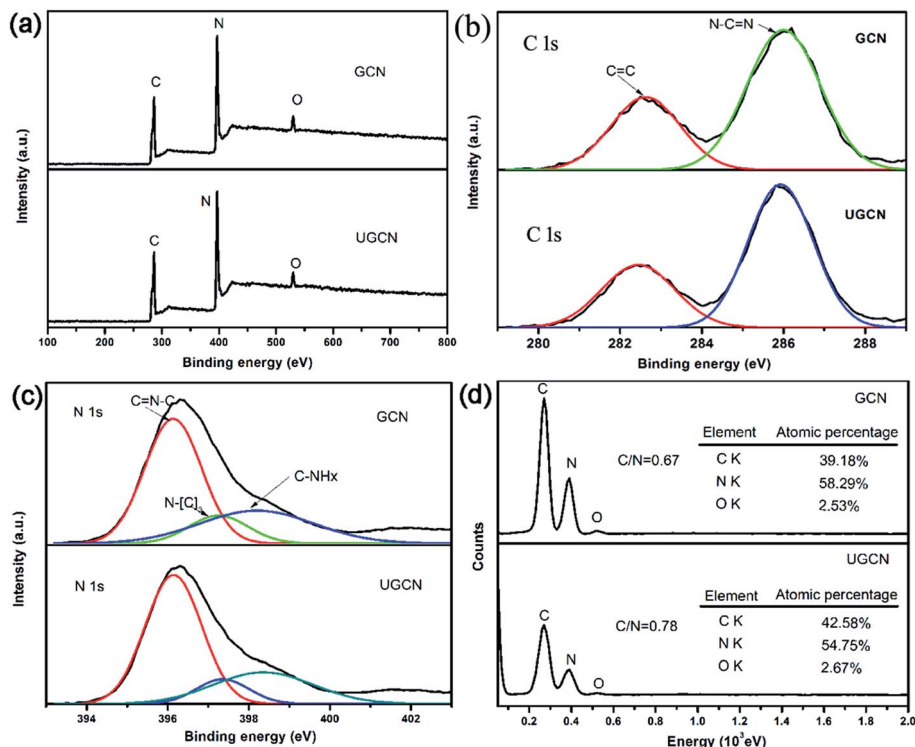 (a)
N
GCN
C
O
N
UGCN
C
O
Intensity (a.u.)
100 200 300 400 500 600 700 800
Binding energy (eV)
(b)
N-C=N
C 1s
GCN
C=C
UGCN
C 1s
Intensity (a.u.)
280 282 284 286 288
Binding energy (eV)
(c)
N 1s
C=N-C
GCN
C-NHx
N-[C]3
N 1s
UGCN
Intensity (a.u.)
394 396 398 400 402
Binding energy (eV)
(d)
C
GCN
Element Atomic percentage
C/N=0.67
C K 39.18%
N
N K 58.29%
O K 2.53%
O
UGCN
Element Atomic percentage
C
C/N=0.78
C K 42.58%
N K 54.75%
N
O K 2.67%
O
Counts
0.2 0.4 0.6 0.8 1.0 1.2 1.4 1.6 1.8 2.0
Energy (10³eV)